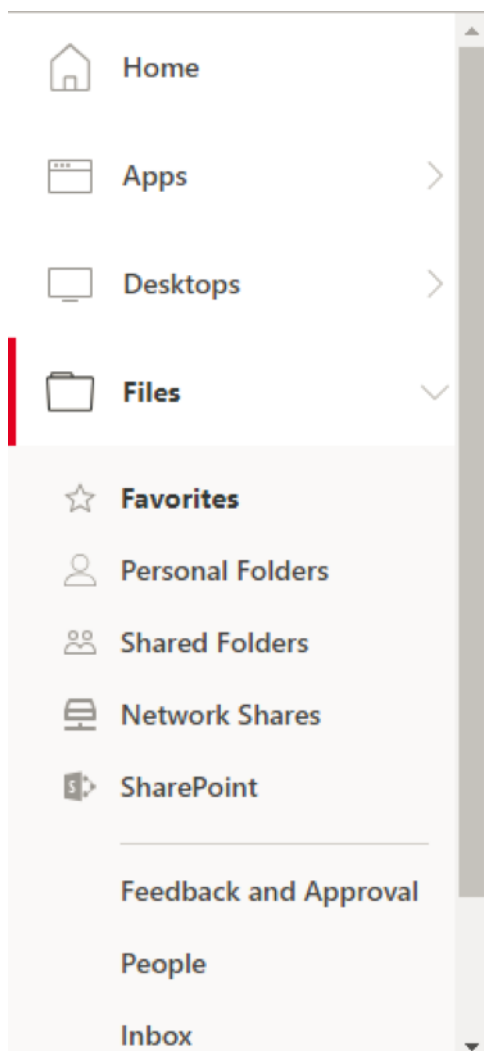 Home
Apps
Desktops
Files
Favorites
Personal Folders
Shared Folders
Network Shares
SharePoint
Feedback and Approval
People
Inbox